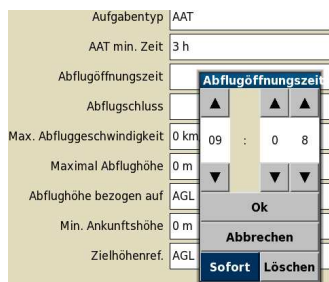 Aufgabentyp AAT
AAT min. Zeit 3 h
Abflugöffnungszeit
Abflugöffnungszeit
Abflugschluss
09 : 0 8
Max. Abfluggeschwindigkeit 0 km
Maximal Abflughöhe 0 m
Abflughöhe bezogen auf AGL
Ok
Min. Ankunftshöhe 0 m
Abbrechen
Zielhöhenref. AGL
Sofort Löschen